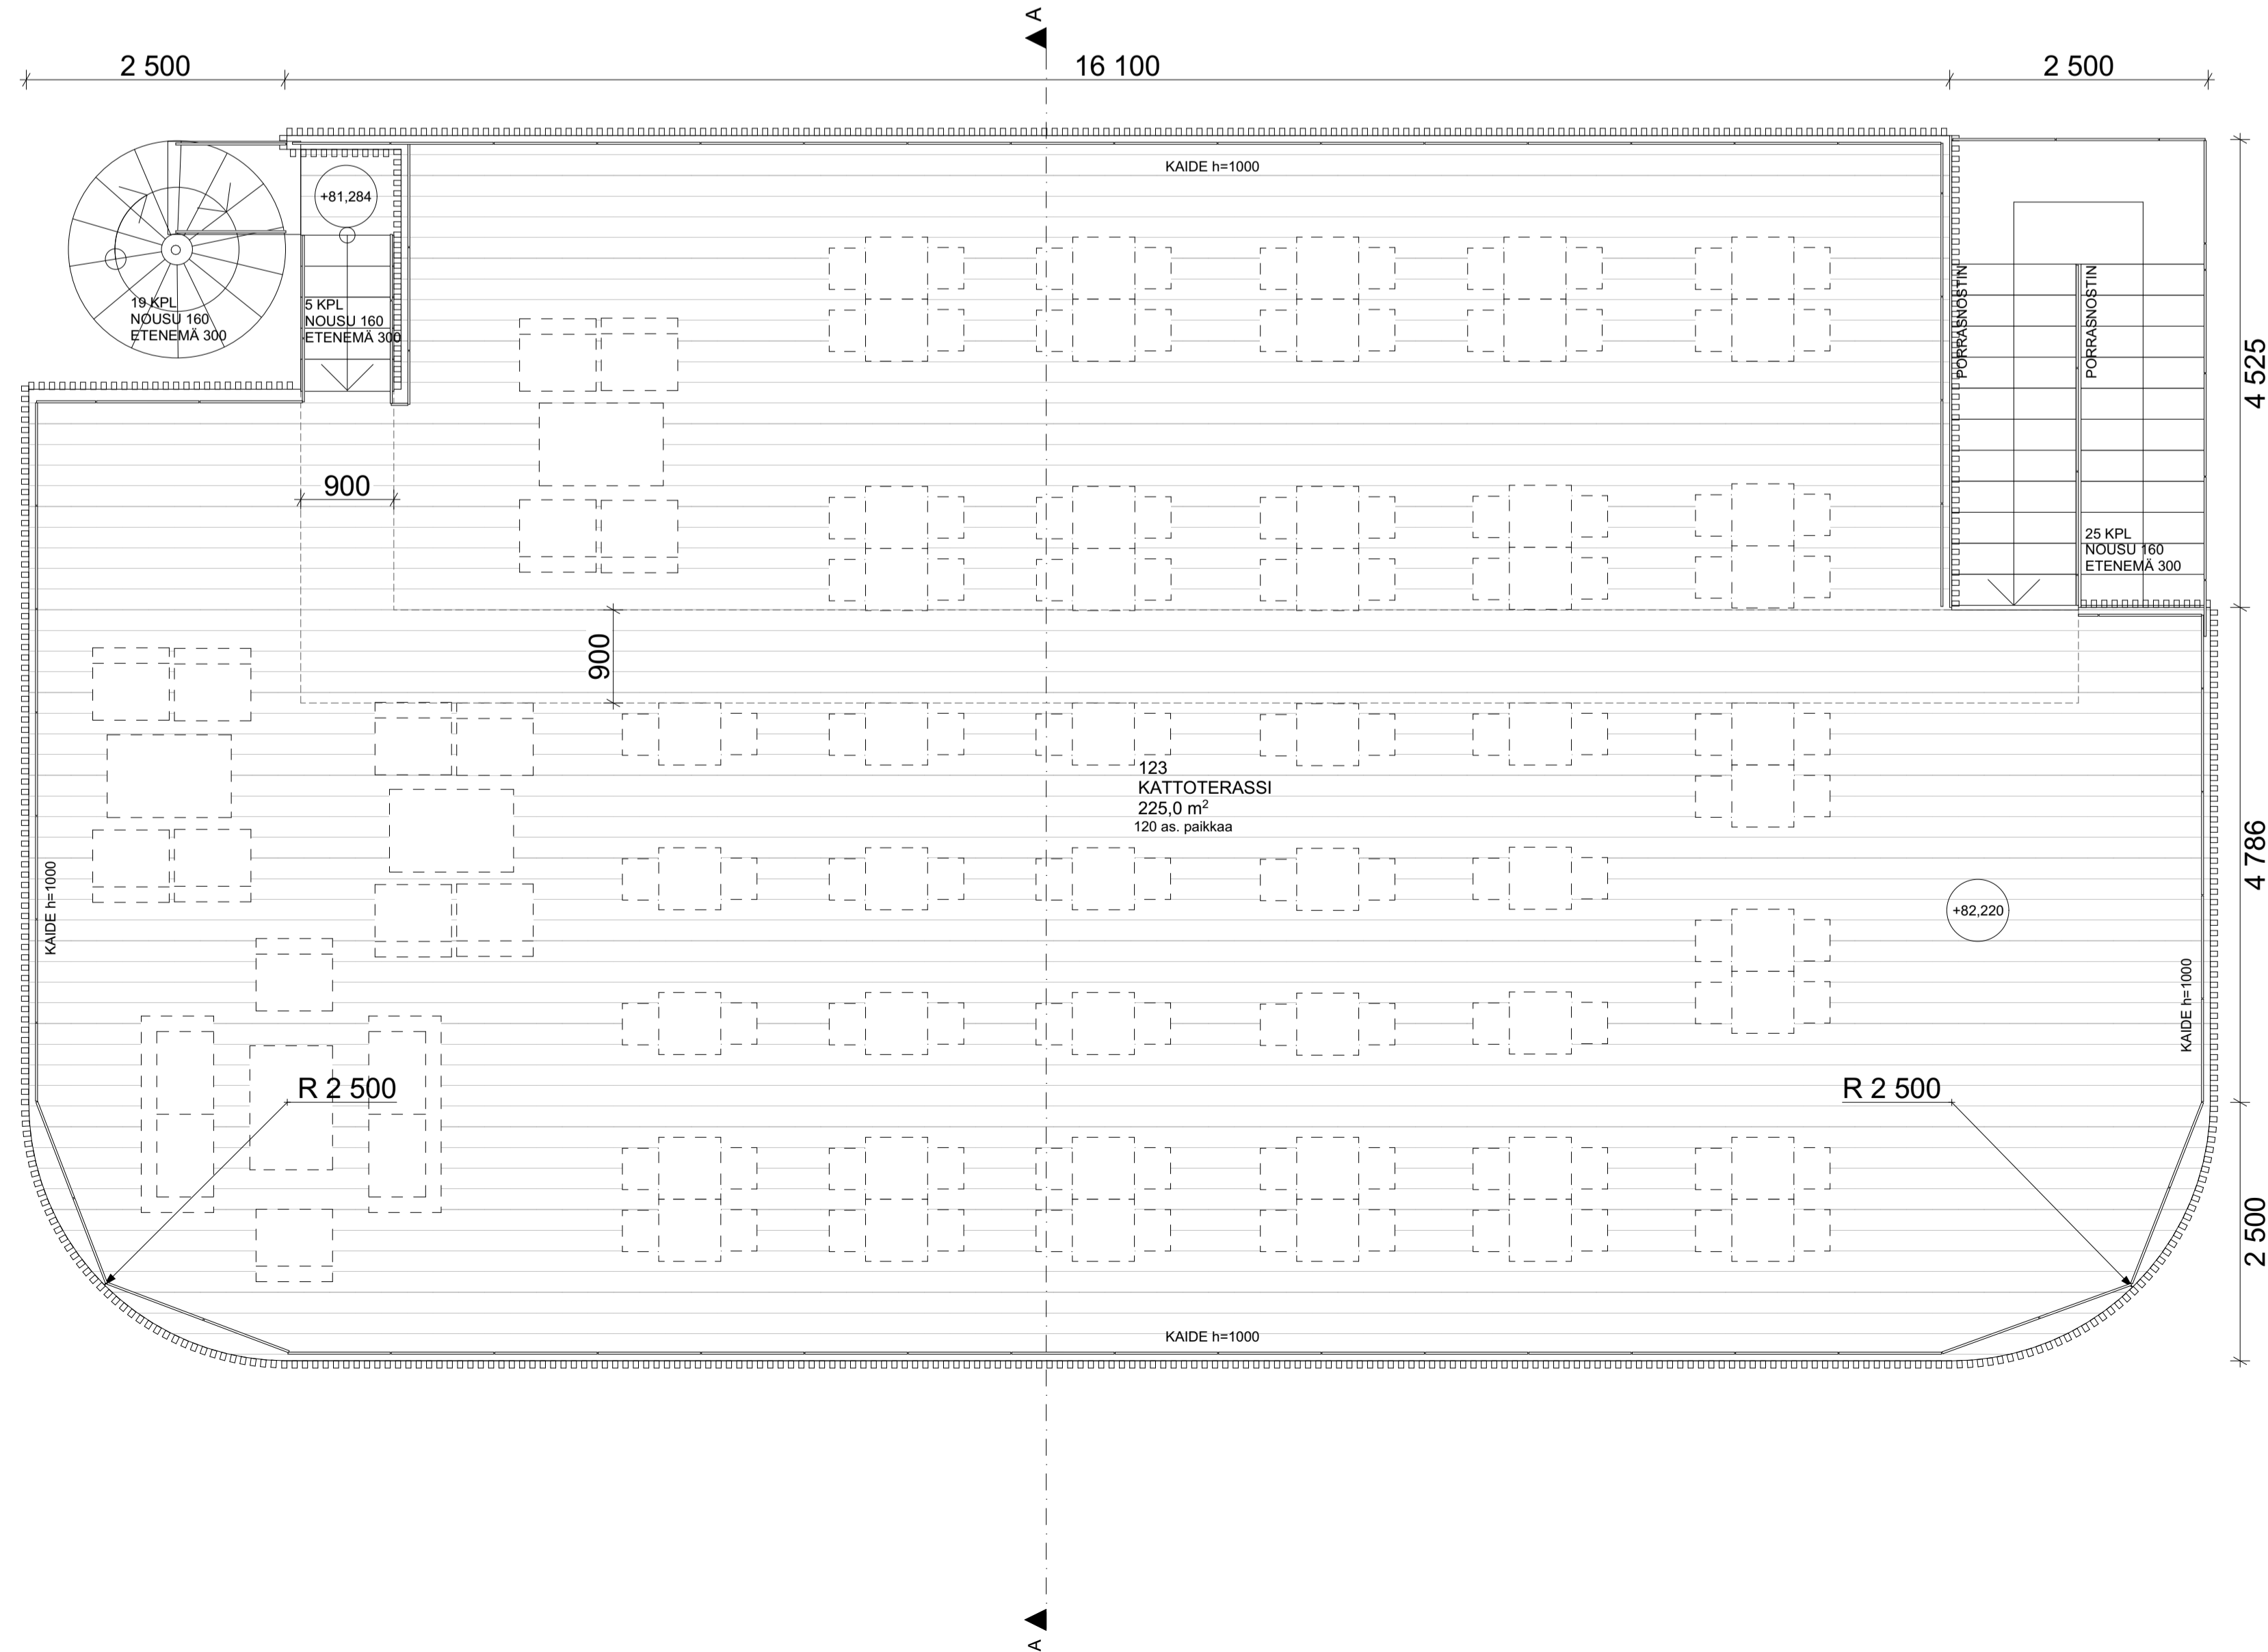 A
2 500
16 100
2 500
KAIDE h=1000
+81,284
19 KPL
NOUSU 160
ETENEMÄ 300
5 KPL
NOUSU 160
ETENEMÄ 300
PORRASNOSTIN
PORRASNOSTIN
4 525
900
25 KPL
NOUSU 160
ETENEMÄ 300
900
123
KATTOTERASSI
225,0 m²
120 as. paikkaa
4 786
KAIDE h=1000
+82,220
KAIDE h=1000
R 2 500
R 2 500
2 500
KAIDE h=1000
A